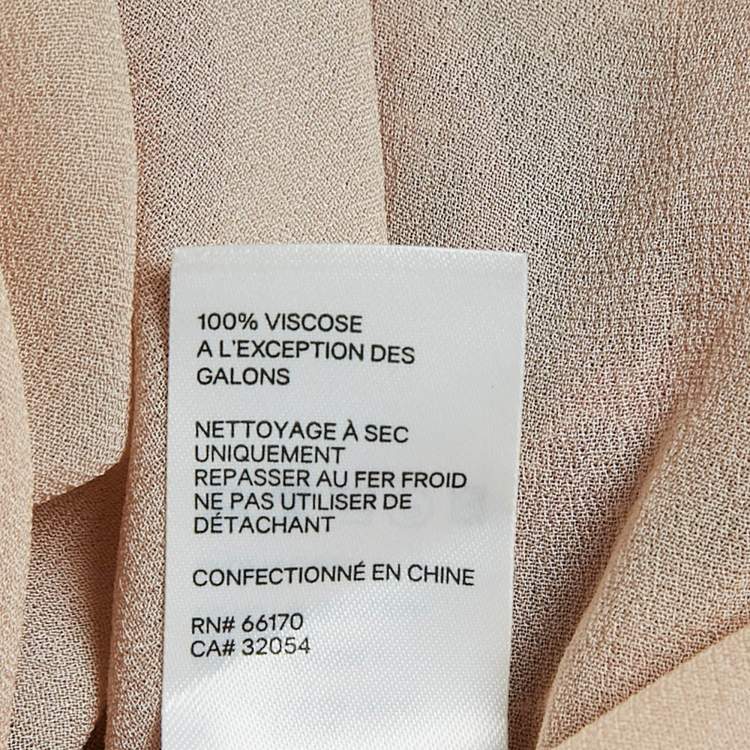 100% VISCOSE
A L'EXCEPTION DES
GALONS
NETTOYAGE À SEC
UNIQUEMENT
REPASSER AU FER FROID
NE PAS UTILISER DE
DÉTACHANT
CONFECTIONNÉ EN CHINE
RN# 66170
CA# 32054